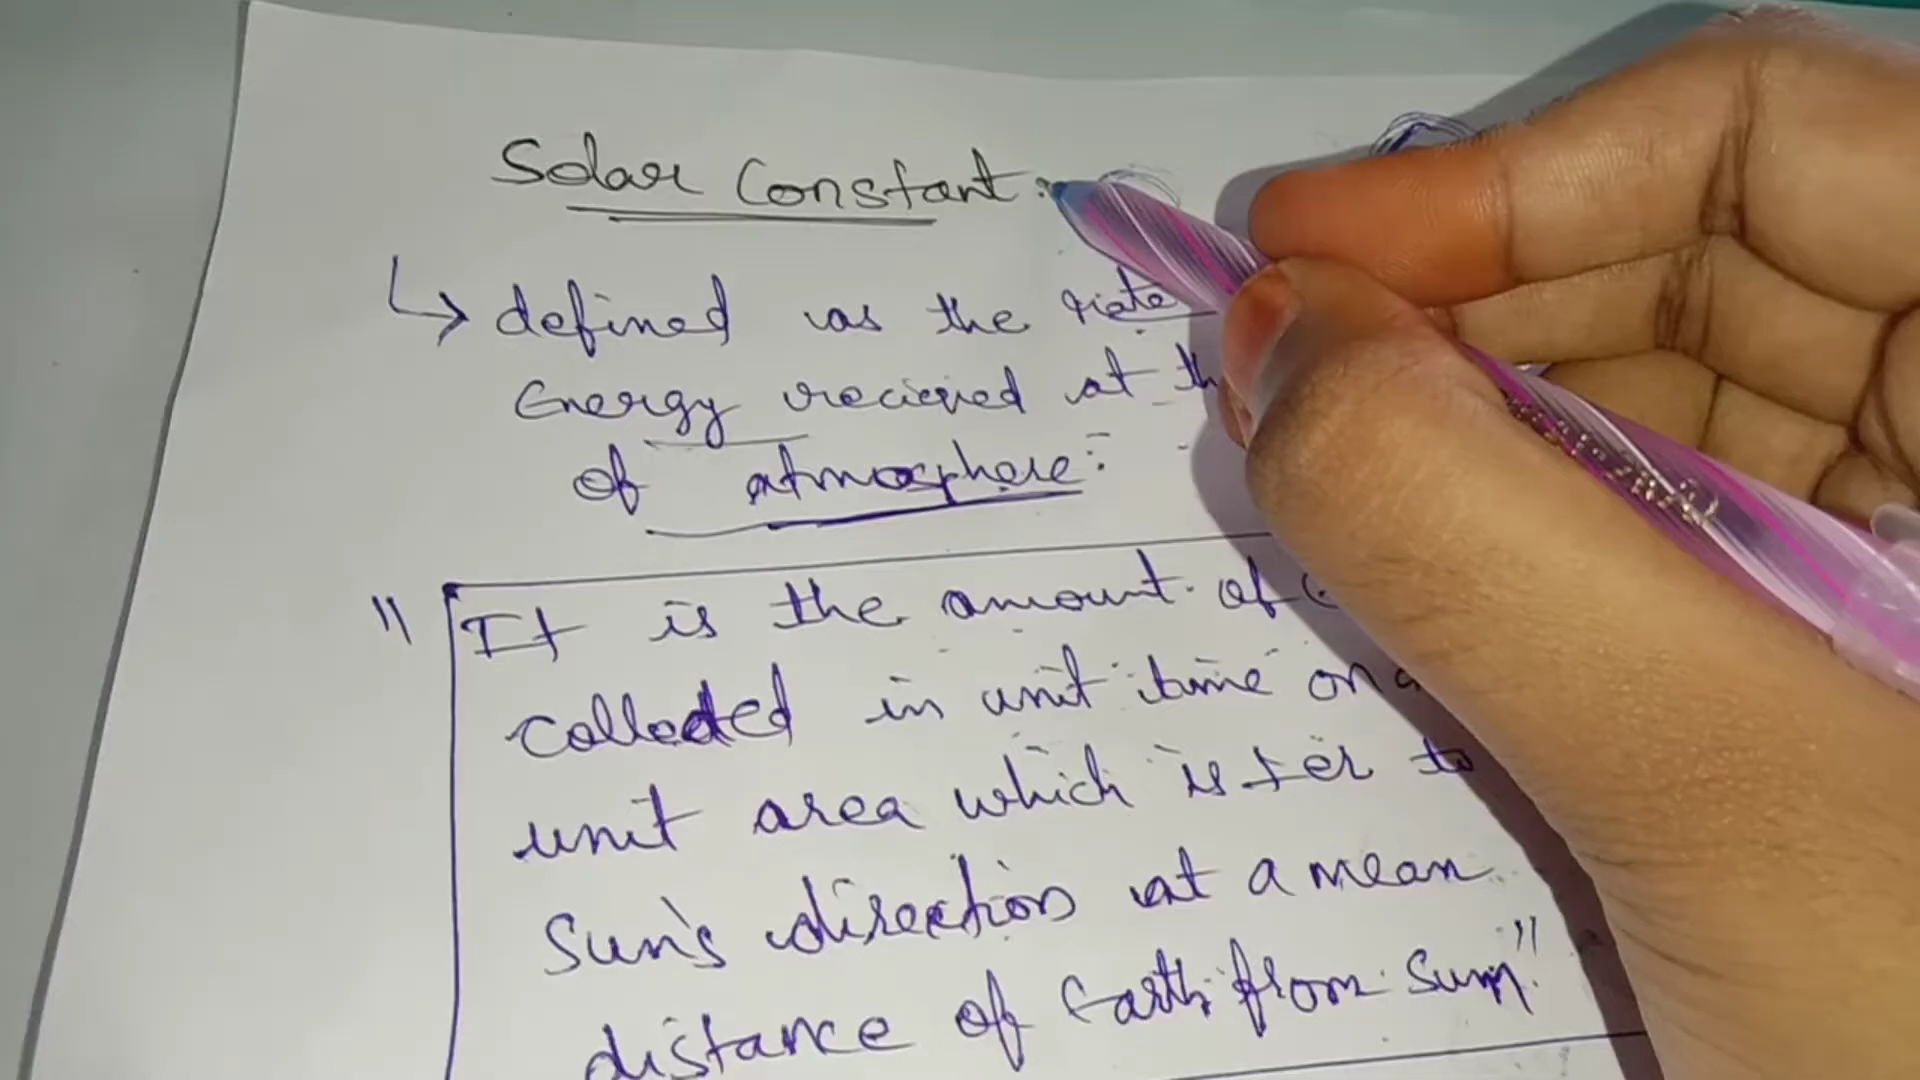 Solar Constant :
↳ defined as the rate
Energy recieved at
of atmosphere :
" It is the amount of
collected in unit time on
unit area which is ⊥er to
Sun's direction at a mean
distance of Earth from Sun"